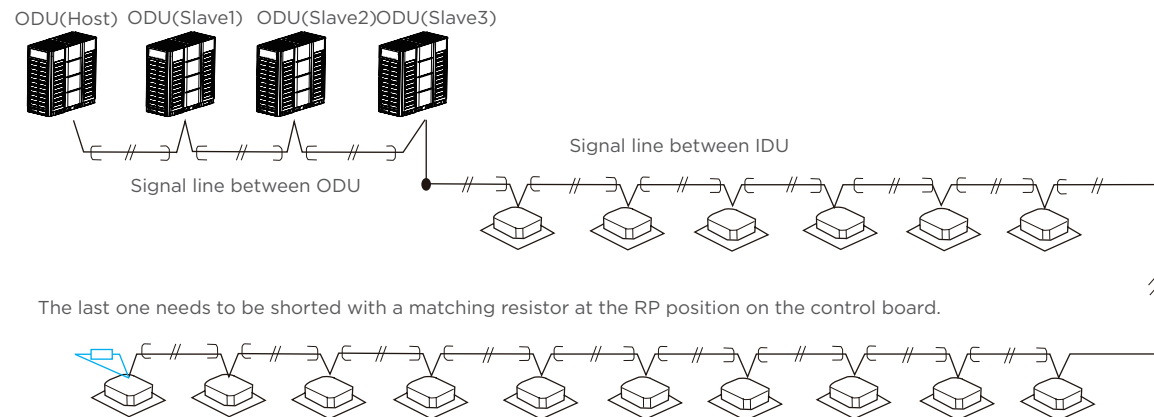 ODU(Host) ODU(Slave1) ODU(Slave2)ODU(Slave3)
Signal line between IDU
Signal line between ODU
The last one needs to be shorted with a matching resistor at the RP position on the control board.